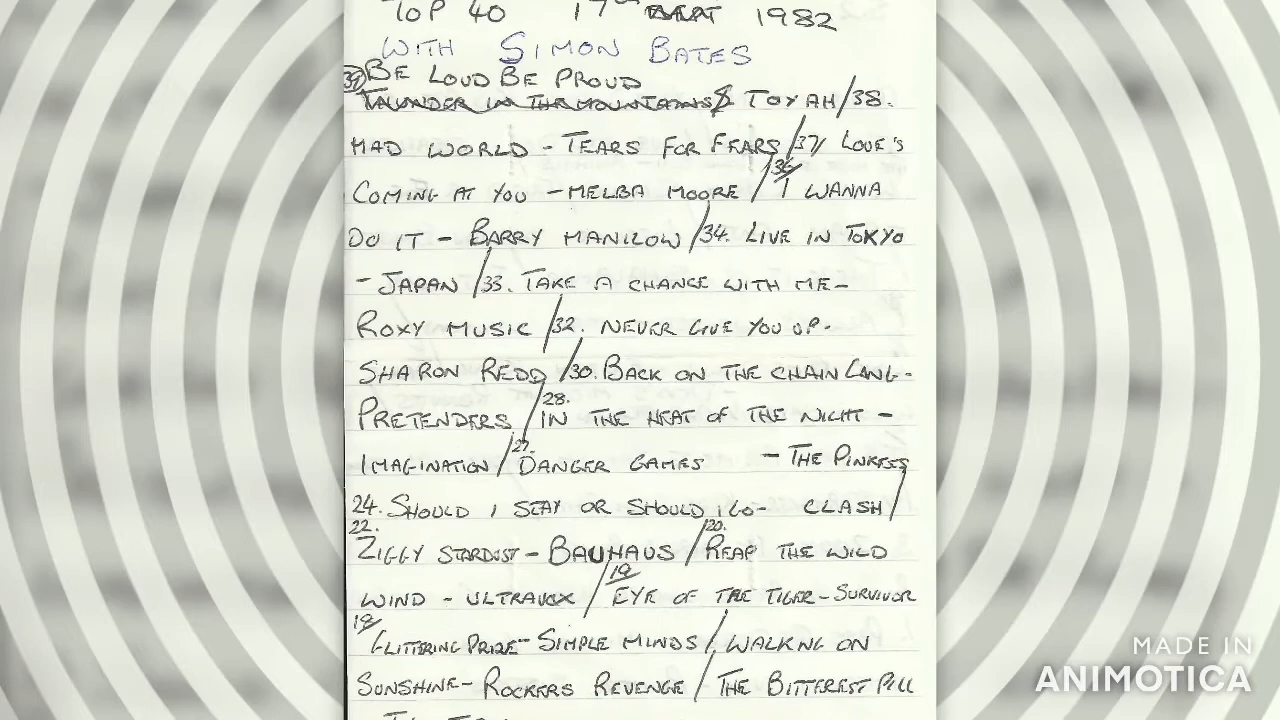 TOP 40 17TH 1982
WITH SIMON BATES
39 BE LOUD BE PROUD
THUNDER IN THE MOUNTAINS TOYAH/38.
MAD WORLD - TEARS FOR FEARS/37/ LOVE'S
COMING AT YOU - MELBA MOORE /36/ I WANNA
DO IT - BARRY MANILOW /34. LIVE IN TOKYO
- JAPAN /33. TAKE A CHANCE WITH ME -
ROXY MUSIC /32. NEVER GIVE YOU UP.
SHARON REDD /30. BACK ON THE CHAIN GANG -
PRETENDERS /28. IN THE HEAT OF THE NIGHT -
IMAGINATION /27. DANGER GAMES - THE PINKEES
24. SHOULD I STAY OR SHOULD I GO - CLASH/
22. ZIGGY STARDUST - BAUHAUS /20. REAP THE WILD
WIND - ULTRAVOX /19/ EYE OF THE TIGER - SURVIVOR
18/ GLITTERING PRIZE - SIMPLE MINDS /. WALKNG ON
SUNSHINE - ROCKERS REVENGE / THE BITTEREST PILL
MADE IN
ANIMOTICA